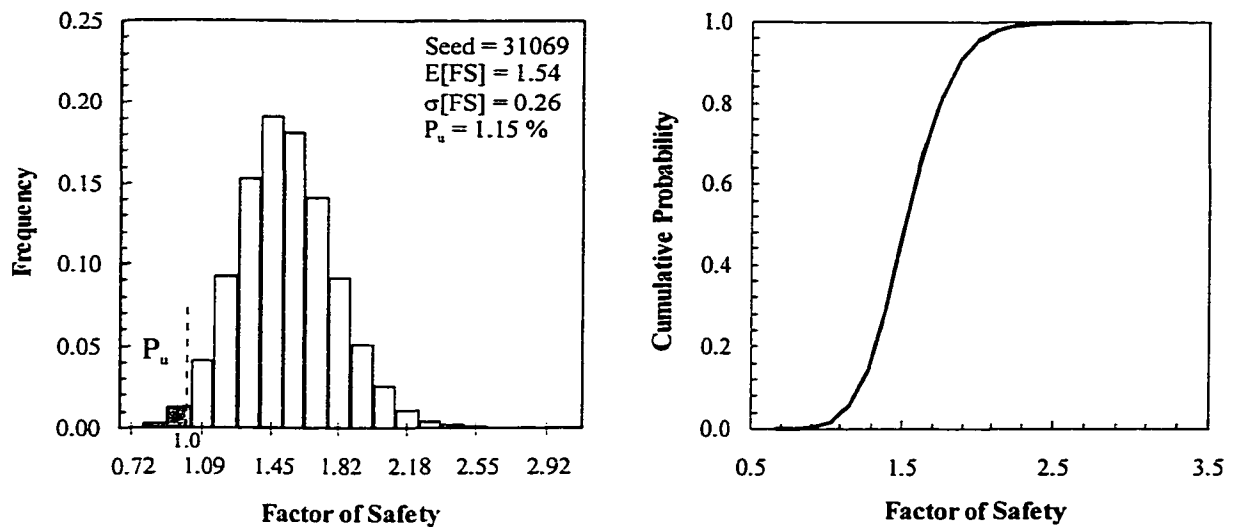 0.25
0.20
0.15
0.10
0.05
0.00
Frequency
Seed = 31069
E[FS] = 1.54
σ[FS] = 0.26
Pᵤ = 1.15 %
Pᵤ
1.0
0.72 1.09 1.45 1.82 2.18 2.55 2.92
Factor of Safety
1.0
0.8
0.6
0.4
0.2
0.0
Cumulative Probability
0.5 1.5 2.5 3.5
Factor of Safety